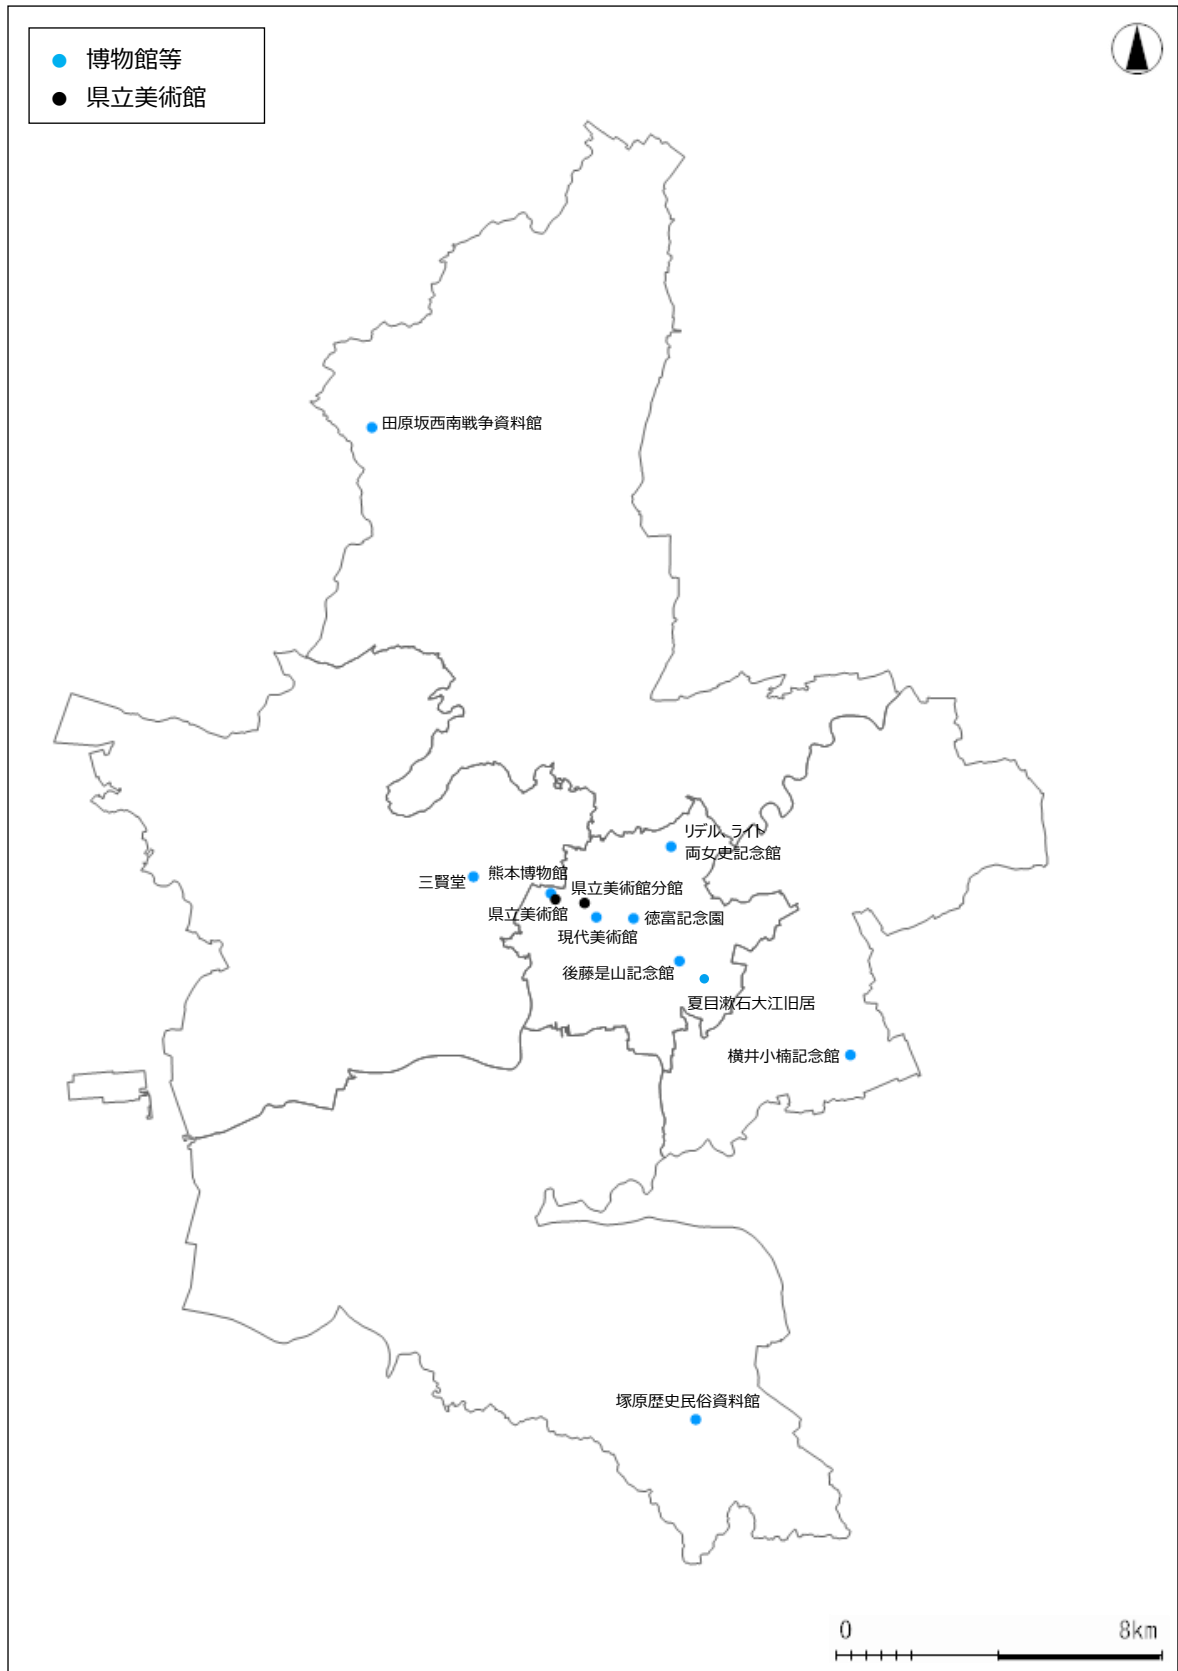 博物館等
県立美術館
田原坂西南戦争資料館
リデル、ライト
両女史記念館
熊本博物館
三賢堂
県立美術館分館
県立美術館
徳富記念園
現代美術館
後藤是山記念館
夏目漱石大江旧居
横井小楠記念館
塚原歴史民俗資料館
0 8km